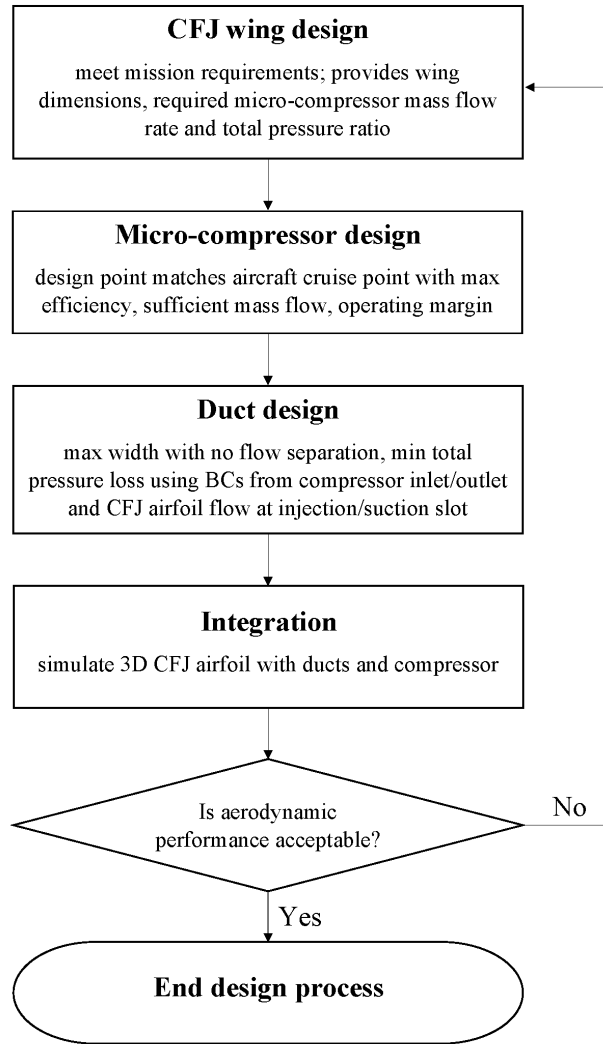 CFJ wing design
meet mission requirements; provides wing
dimensions, required micro-compressor mass flow
rate and total pressure ratio
Micro-compressor design
design point matches aircraft cruise point with max
efficiency, sufficient mass flow, operating margin
Duct design
max width with no flow separation, min total
pressure loss using BCs from compressor inlet/outlet
and CFJ airfoil flow at injection/suction slot
Integration
simulate 3D CFJ airfoil with ducts and compressor
Is aerodynamic
performance acceptable?
No
Yes
End design process